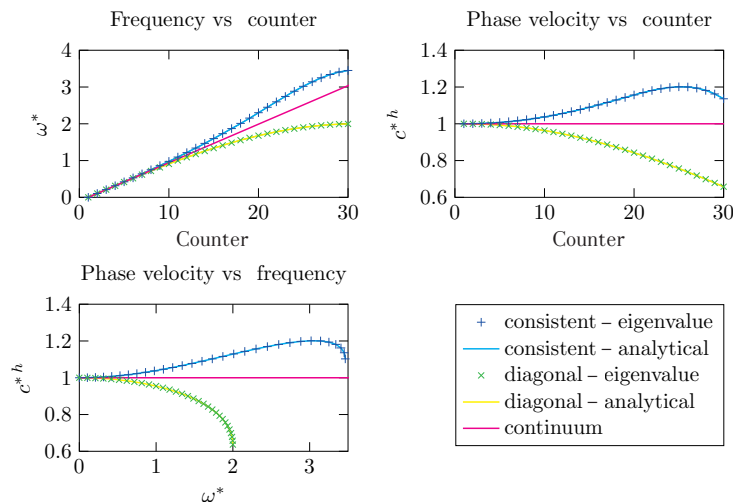 Frequency vs counter
4
3
2
1
0
0 10 20 30
ω*
Counter
Phase velocity vs counter
1.4
1.2
1
0.8
0.6
0 10 20 30
c* h
Counter
Phase velocity vs frequency
1.4
1.2
1
0.8
0.6
0 1 2 3
c* h
ω*
consistent – eigenvalue
consistent – analytical
diagonal – eigenvalue
diagonal – analytical
continuum